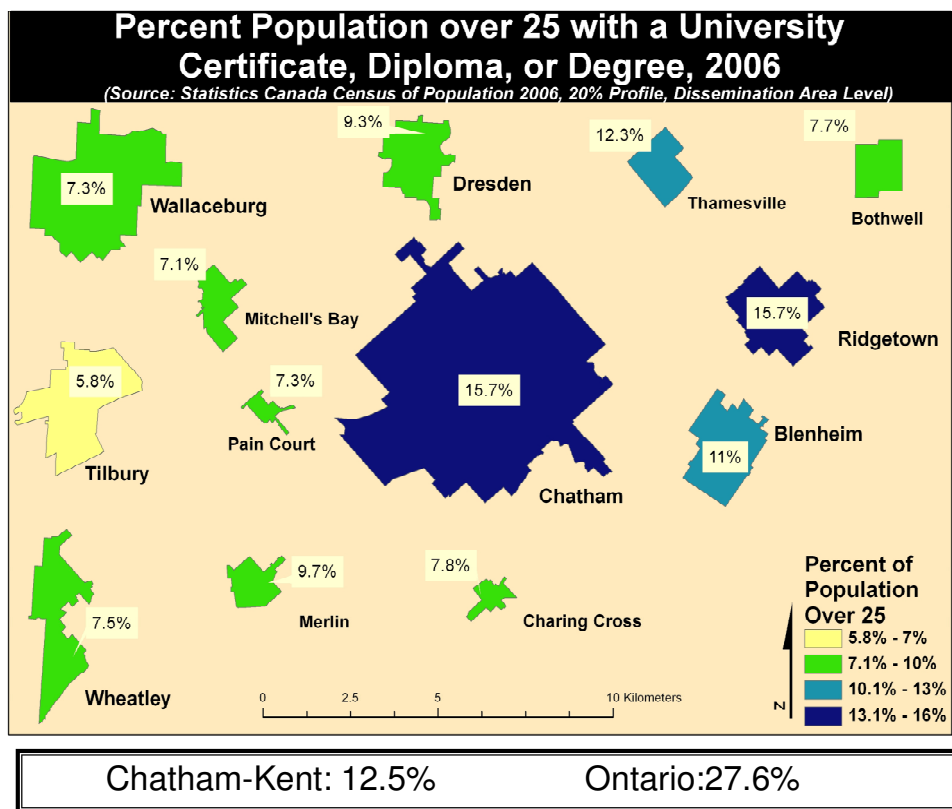 Percent Population over 25 with a University
Certificate, Diploma, or Degree, 2006
(Source: Statistics Canada Census of Population 2006, 20% Profile, Dissemination Area Level)
7.3%
Wallaceburg
9.3%
Dresden
12.3%
Thamesville
7.7%
Bothwell
7.1%
Mitchell's Bay
15.7%
Ridgetown
5.8%
Tilbury
7.3%
Pain Court
15.7%
Chatham
11%
Blenheim
7.5%
Wheatley
9.7%
Merlin
7.8%
Charing Cross
0 2.5 5 10 Kilometers
N
Percent of
Population
Over 25
5.8% - 7%
7.1% - 10%
10.1% - 13%
13.1% - 16%
Chatham-Kent: 12.5% Ontario:27.6%